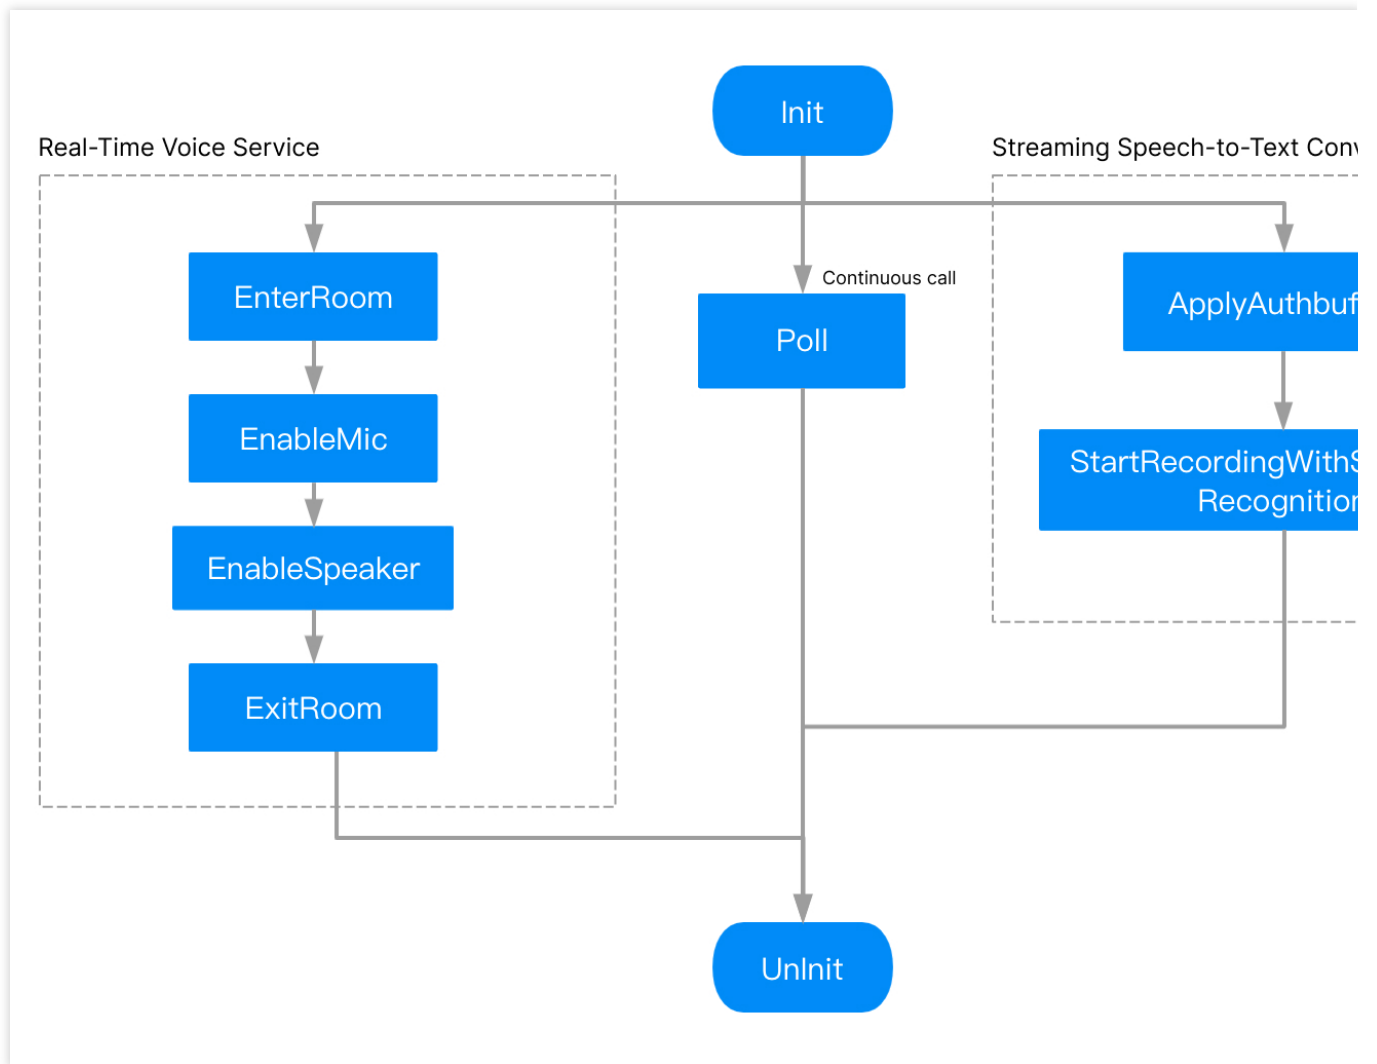 Init
Real-Time Voice Service
Streaming Speech-to-Text
EnterRoom
Continuous call
Poll
EnableMic
EnableSpeaker
ExitRoom
UnInit